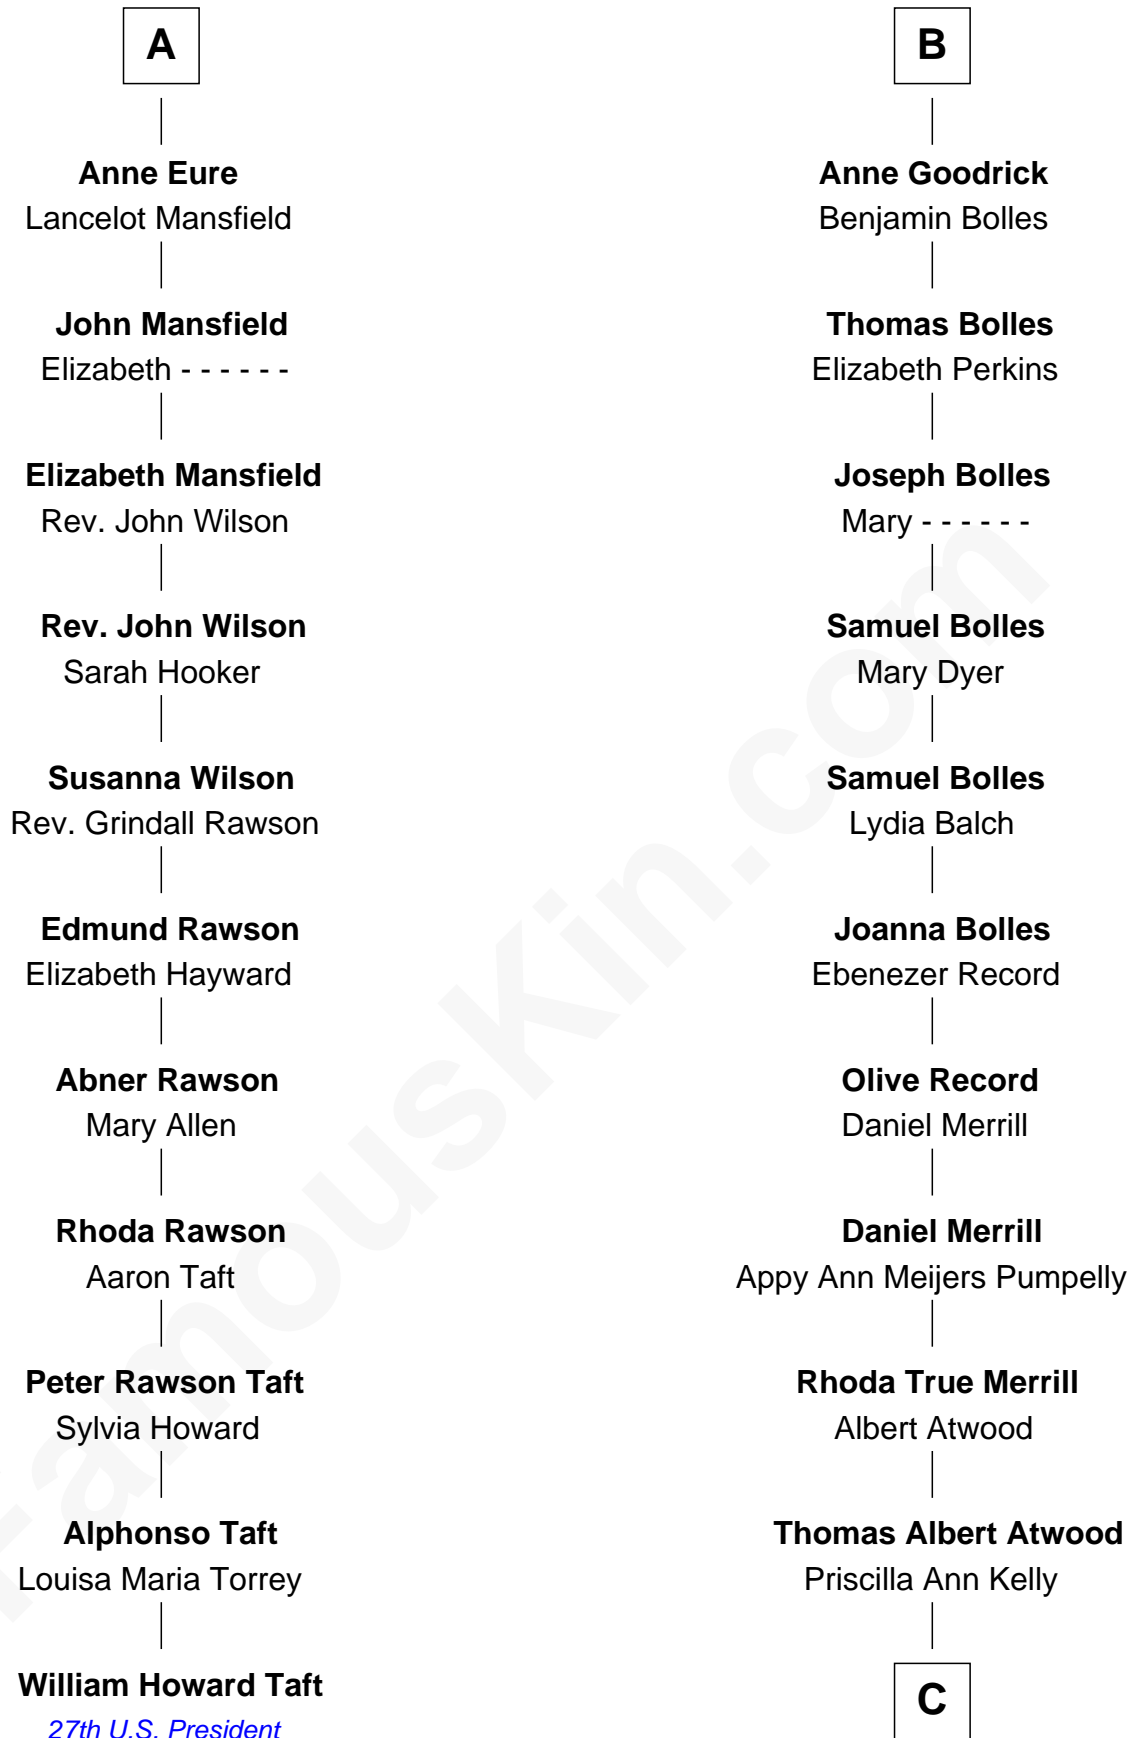 A
Anne Eure
Lancelot Mansfield
John Mansfield
Elizabeth - - - - - -
Elizabeth Mansfield
Rev. John Wilson
Rev. John Wilson
Sarah Hooker
Susanna Wilson
Rev. Grindall Rawson
Edmund Rawson
Elizabeth Hayward
Abner Rawson
Mary Allen
Rhoda Rawson
Aaron Taft
Peter Rawson Taft
Sylvia Howard
Alphonso Taft
Louisa Maria Torrey
William Howard Taft
27th U.S. President
B
Anne Goodrick
Benjamin Bolles
Thomas Bolles
Elizabeth Perkins
Joseph Bolles
Mary - - - - - -
Samuel Bolles
Mary Dyer
Samuel Bolles
Lydia Balch
Joanna Bolles
Ebenezer Record
Olive Record
Daniel Merrill
Daniel Merrill
Appy Ann Meijers Pumpelly
Rhoda True Merrill
Albert Atwood
Thomas Albert Atwood
Priscilla Ann Kelly
C
FamousKin.com